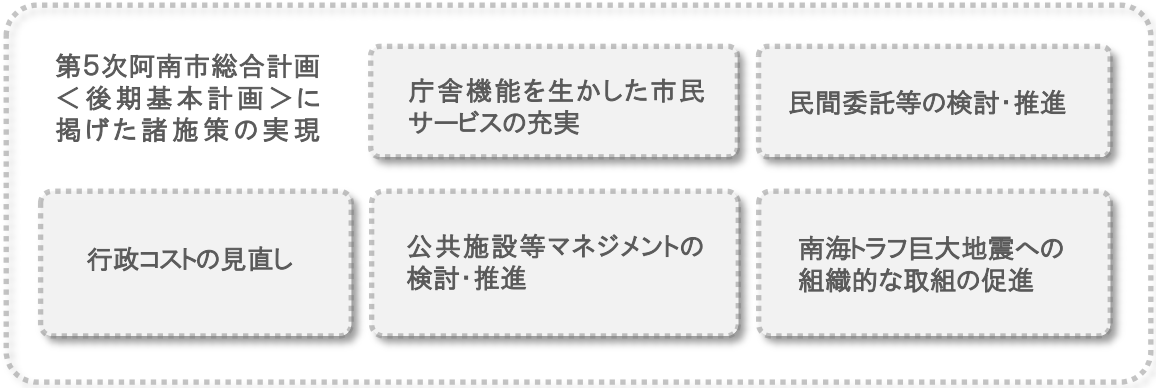 第5次阿南市総合計画
＜後期基本計画＞に
掲げた諸施策の実現
庁舎機能を生かした市民
サービスの充実
民間委託等の検討・推進
行政コストの見直し
公共施設等マネジメントの
検討・推進
南海トラフ巨大地震への
組織的な取組の促進